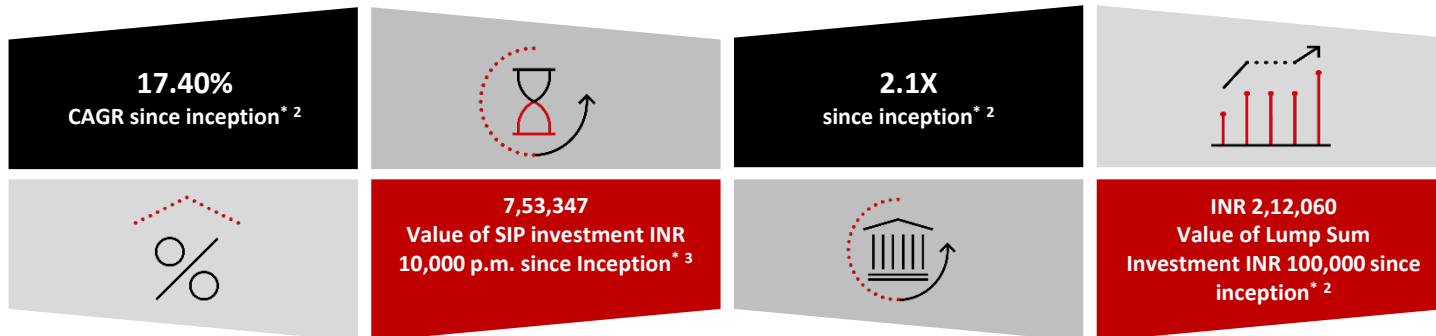 17.40%
CAGR since inception* 2
2.1X
since inception* 2
7,53,347
Value of SIP investment INR
10,000 p.m. since Inception* 3
INR 2,12,060
Value of Lump Sum
Investment INR 100,000 since
inception* 2